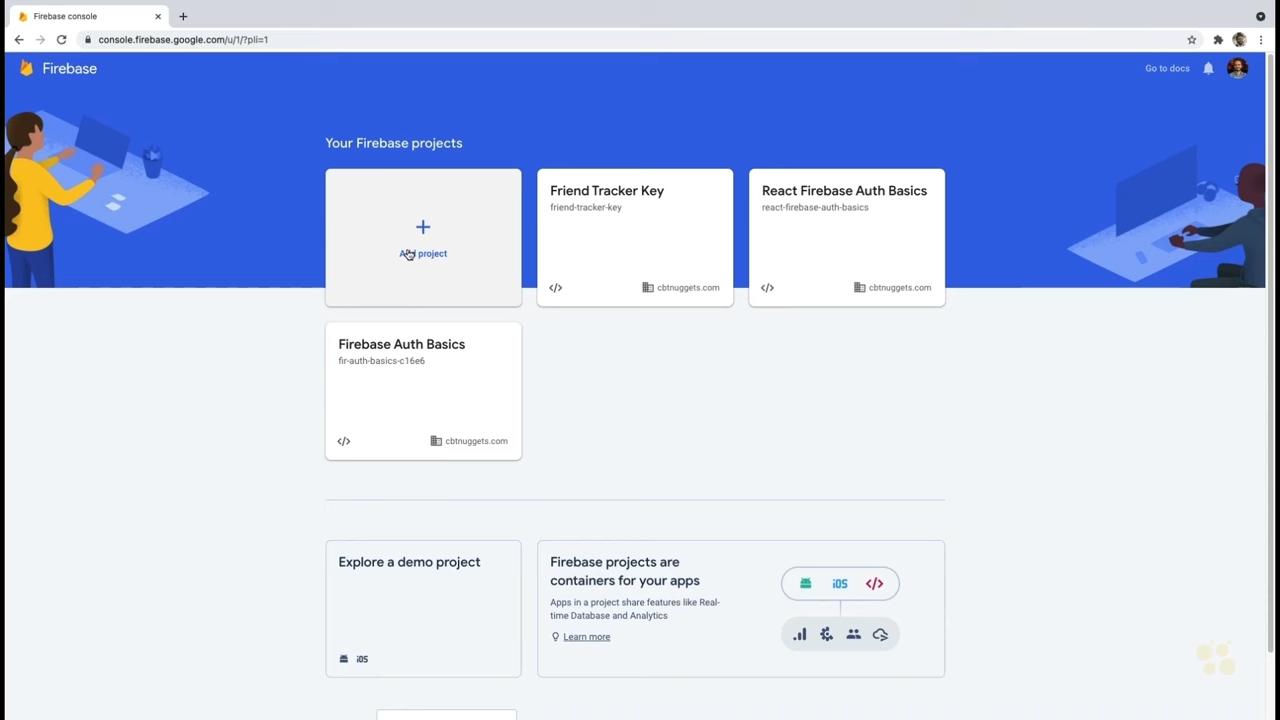 Firebase console
console.firebase.google.com/u/1/?pli=1
Firebase
Go to docs
Your Firebase projects
Add project
Friend Tracker Key
friend-tracker-key
</> cbtnuggets.com
React Firebase Auth Basics
react-firebase-auth-basics
</> cbtnuggets.com
Firebase Auth Basics
fir-auth-basics-c16e6
</> cbtnuggets.com
Explore a demo project
iOS
Firebase projects are
containers for your apps
Apps in a project share features like Real-
time Database and Analytics
Learn more
iOS </>